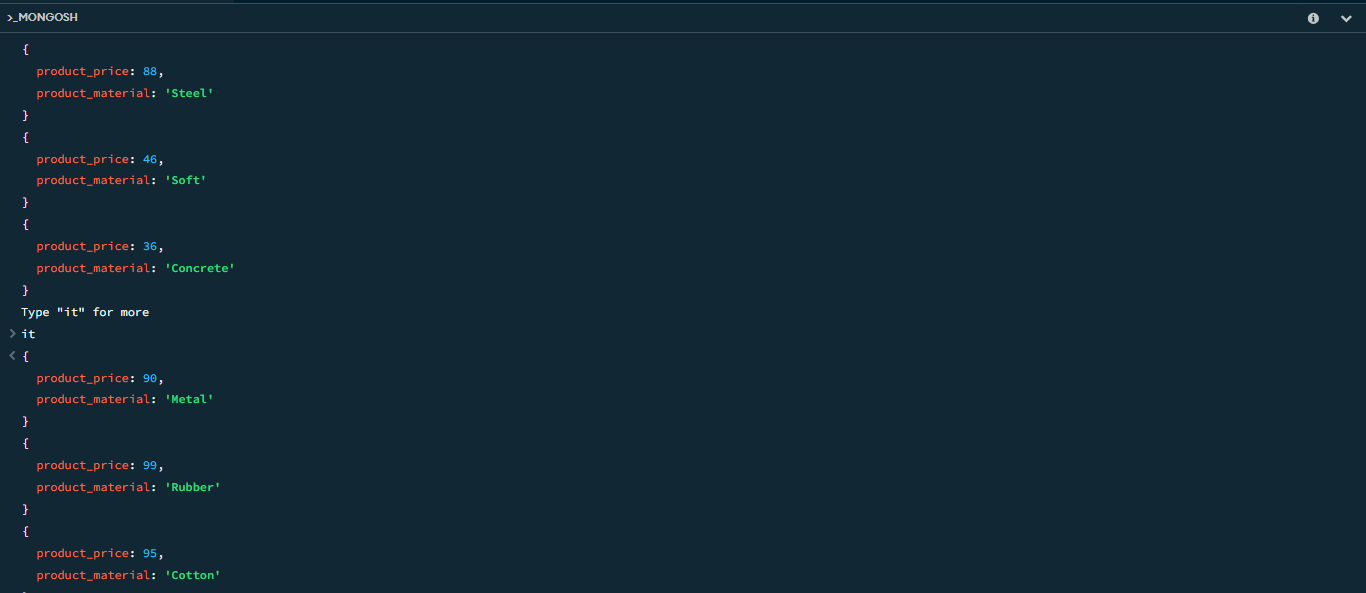 >_MONGOSH
{
product_price: 88,
product_material: 'Steel'
}
{
product_price: 46,
product_material: 'Soft'
}
{
product_price: 36,
product_material: 'Concrete'
}
Type "it" for more
> it
< {
product_price: 90,
product_material: 'Metal'
}
{
product_price: 99,
product_material: 'Rubber'
}
{
product_price: 95,
product_material: 'Cotton'